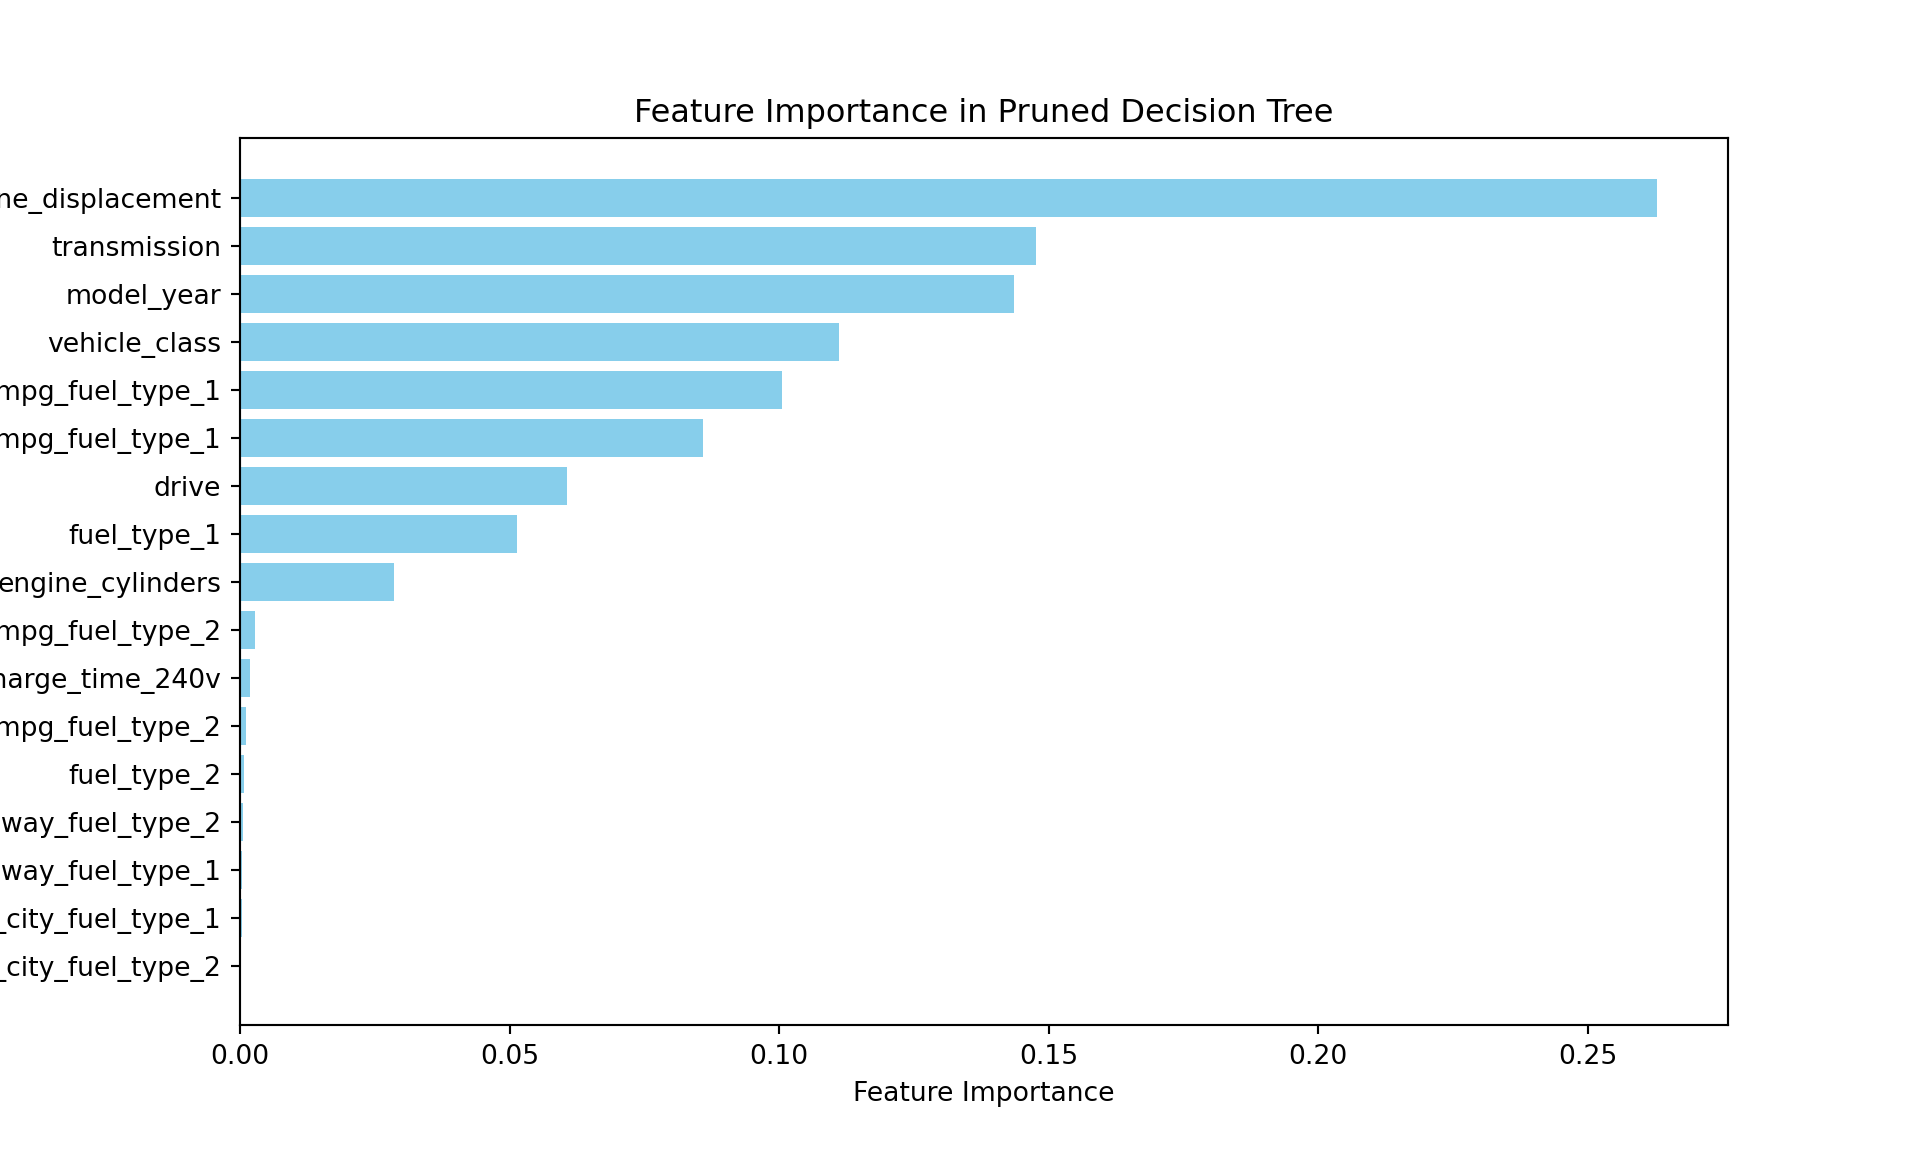 Feature Importance in Pruned Decision Tree
ne_displacement
transmission
model_year
vehicle_class
mpg_fuel_type_1
mpg_fuel_type_1
drive
fuel_type_1
engine_cylinders
mpg_fuel_type_2
harge_time_240v
mpg_fuel_type_2
fuel_type_2
way_fuel_type_2
way_fuel_type_1
_city_fuel_type_1
_city_fuel_type_2
0.00 0.05 0.10 0.15 0.20 0.25
Feature Importance